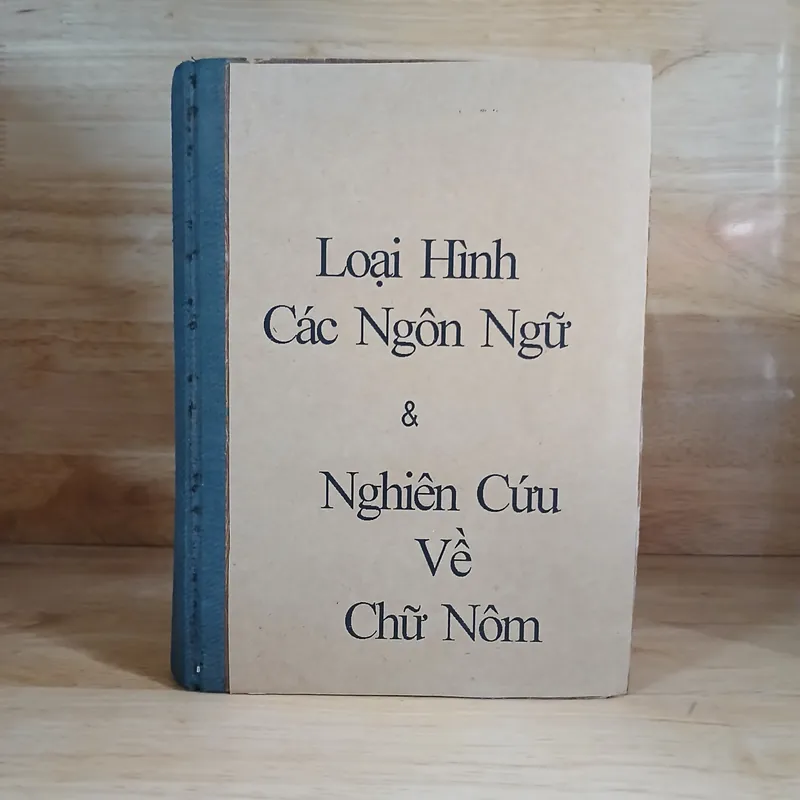 Loại Hình
Các Ngôn Ngữ
&
Nghiên Cứu
Về
Chữ Nôm